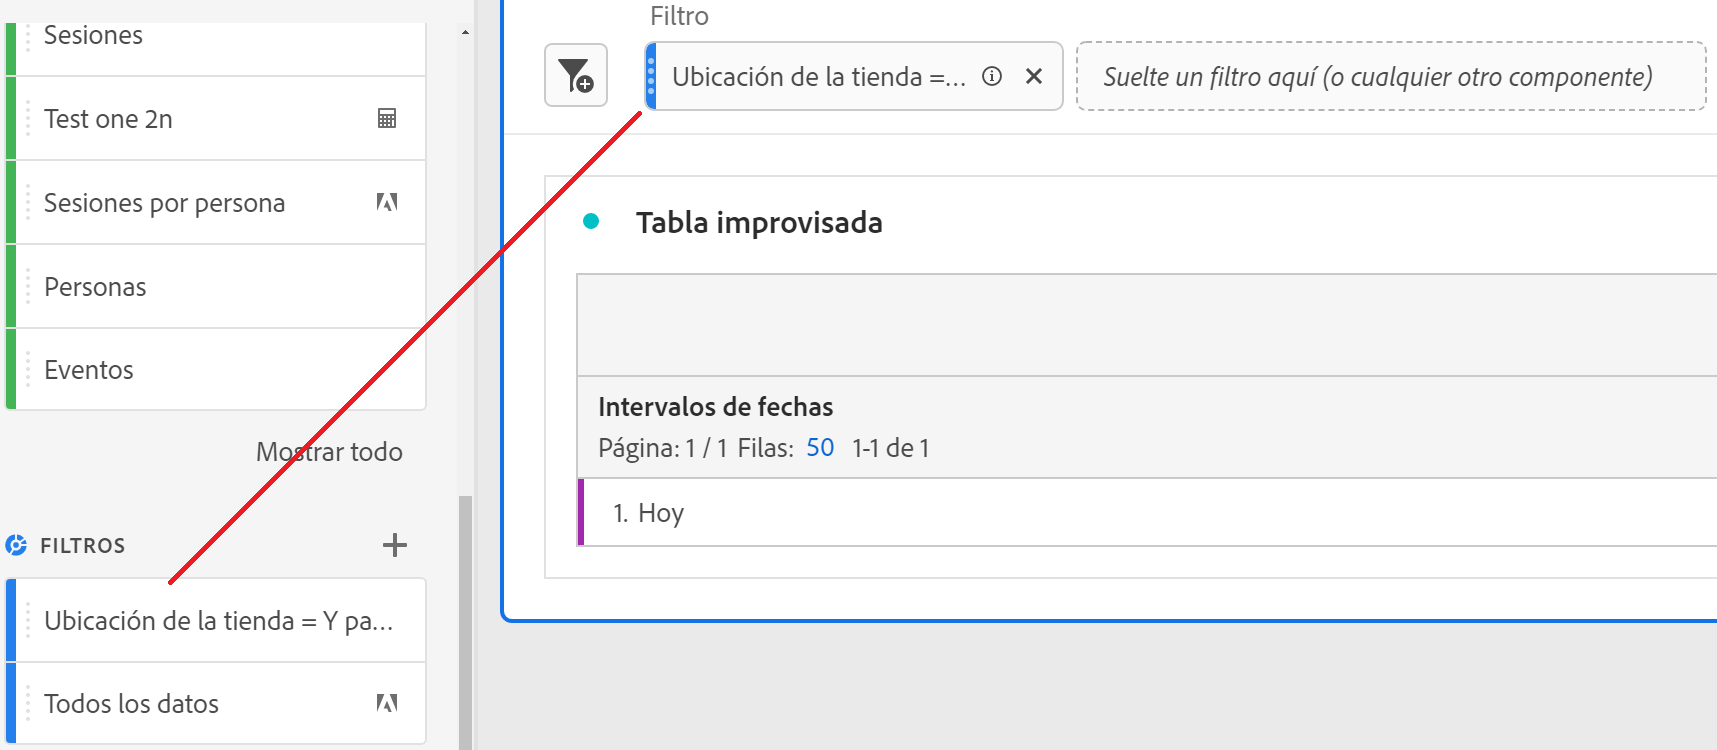 Sesiones
Test one 2n
Sesiones por persona
Personas
Eventos
Mostrar todo
FILTROS
Ubicación de la tienda = Y pa...
Todos los datos
Filtro
Ubicación de la tienda =...
Suelte un filtro aquí (o cualquier otro componente)
Tabla improvisada
Intervalos de fechas
Página: 1 / 1 Filas: 50 1-1 de 1
1. Hoy